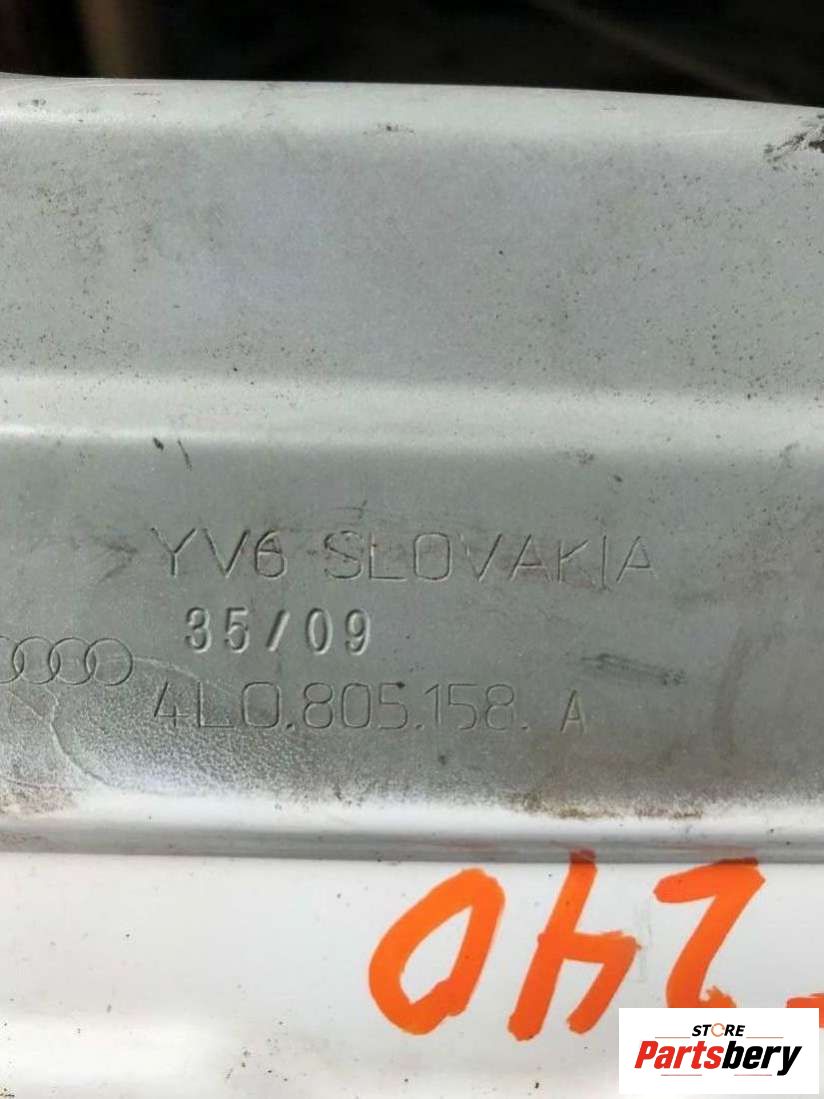 YV6 SLOVAKIA
35/09
4L0.805.158. A
240
STORE
Partsbery